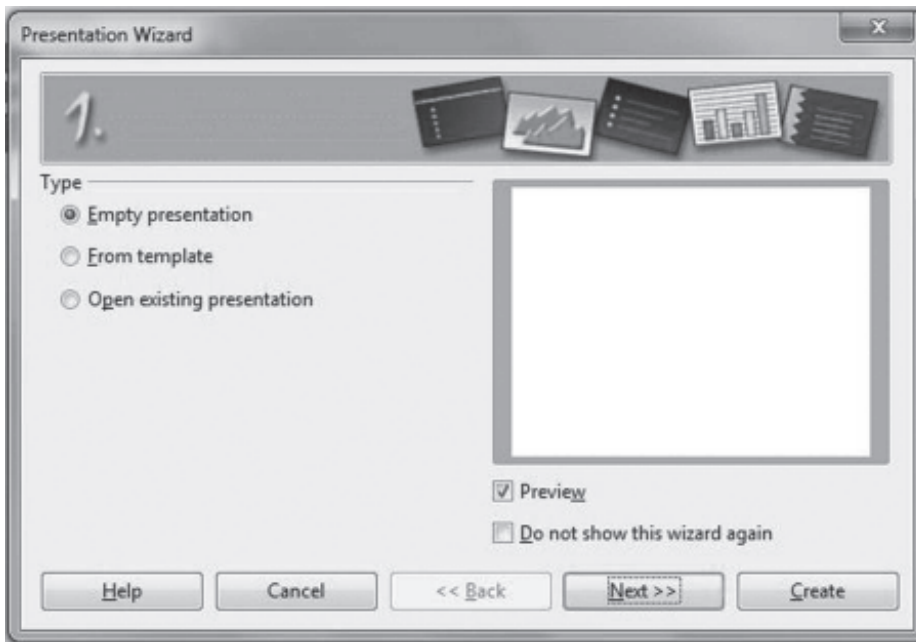 Presentation Wizard
1.
Type
Empty presentation
From template
Open existing presentation
Preview
Do not show this wizard again
Help
Cancel
<< Back
Next >>
Create